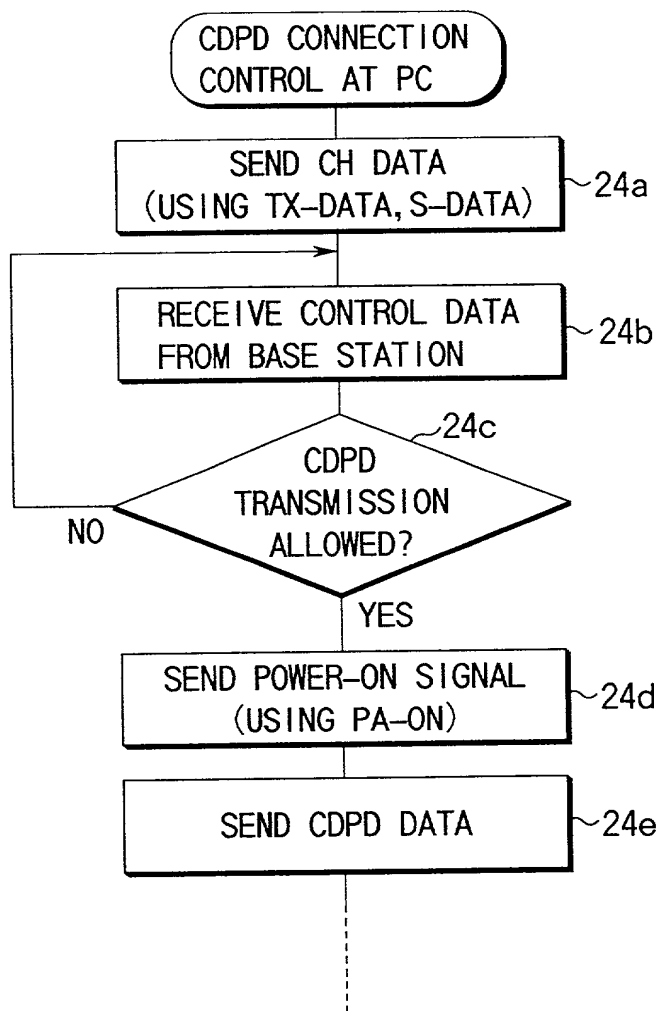 CDPD CONNECTION
CONTROL AT PC
SEND CH DATA
(USING TX-DATA, S-DATA)
24a
RECEIVE CONTROL DATA
FROM BASE STATION
24b
24c
CDPD
TRANSMISSION
ALLOWED?
NO
YES
SEND POWER-ON SIGNAL
(USING PA-ON)
24d
SEND CDPD DATA
24e